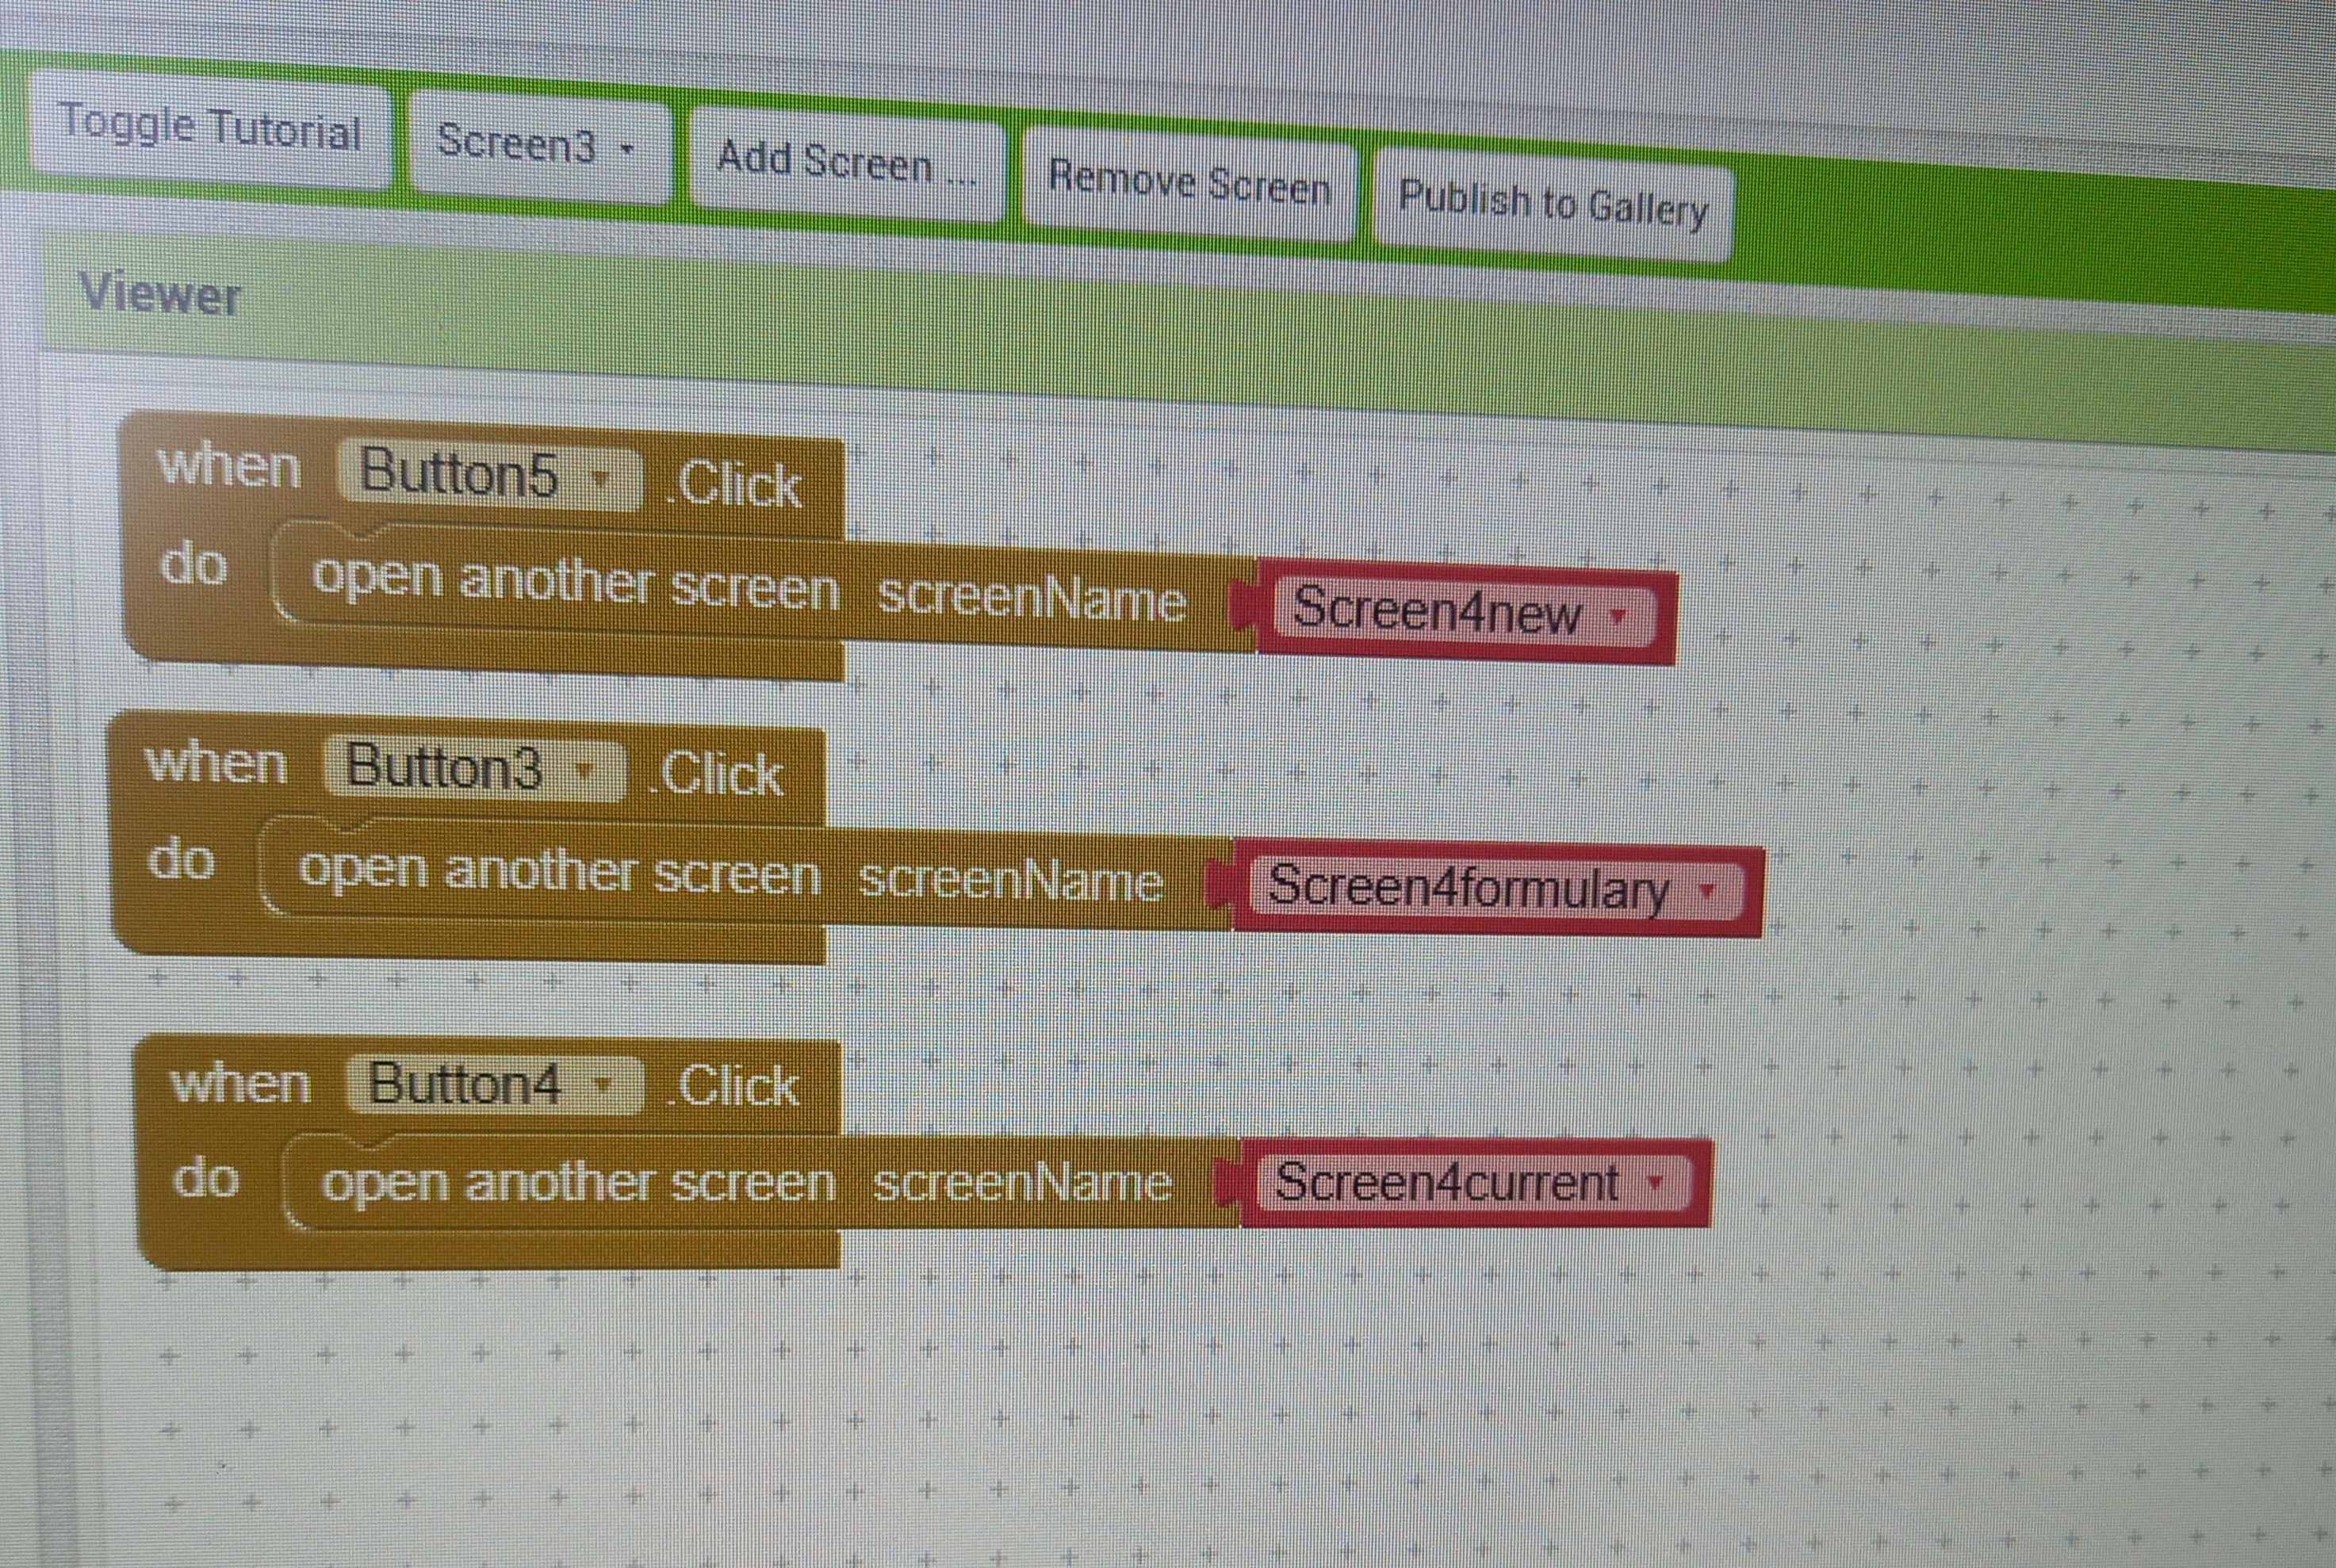 Toggle Tutorial Screen3 Add Screen ... Remove Screen Publish to Gallery
Viewer
when Button5 .Click
do open another screen screenName Screen4new
when Button3 .Click
do open another screen screenName Screen4formulary
when Button4 .Click
do open another screen screenName Screen4current